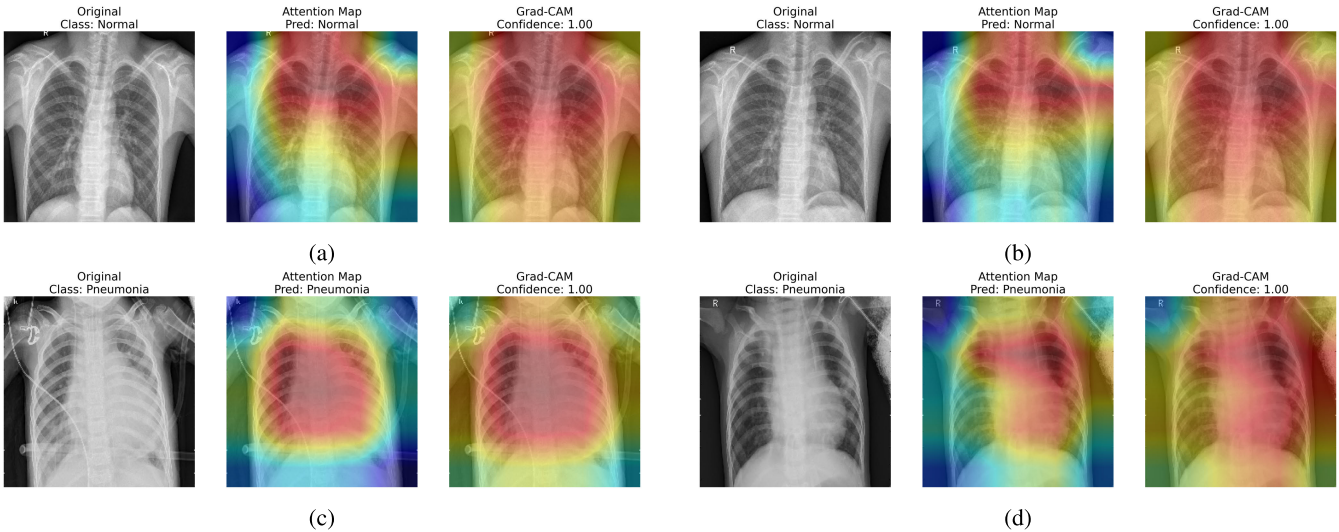 Original
Class: Normal
Attention Map
Pred: Normal
Grad-CAM
Confidence: 1.00
Original
Class: Normal
Attention Map
Pred: Normal
Grad-CAM
Confidence: 1.00
R
R
R
R
R
R
(a)
(b)
Original
Class: Pneumonia
Attention Map
Pred: Pneumonia
Grad-CAM
Confidence: 1.00
Original
Class: Pneumonia
Attention Map
Pred: Pneumonia
Grad-CAM
Confidence: 1.00
R
R
R
(c)
(d)